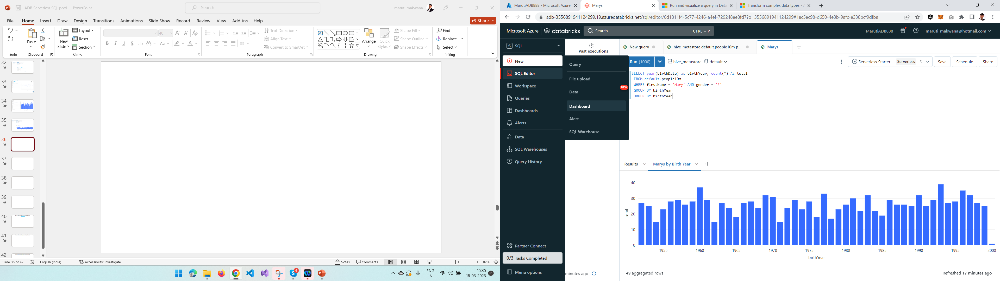 ADB Serverless SQL pool - PowerPoint
Search
maruti makwana
File Home Insert Draw Design Transitions Animations Slide Show Record Review View Add-ins Help
Share
Paste
New
Slide
Layout
Reset
Section
40
B I U S ab AV Aa A
Text Direction
Align Text
Convert to SmartArt
Arrange
Quick
Styles
Shape Fill
Shape Outline
Shape Effects
Find
Replace
Select
Undo Clipboard Slides Font Paragraph Drawing Editing
32
33
34
35
36
37
38
39
40
41
42
Slide 36 of 42 English (India) Accessibility: Investigate Notes Comments 82%
4
ENG
IN
15:35
18-03-2023
21
MarutiADB888 - Microsoft Azure
Marys
Run and visualize a query in Data
Transform complex data types - A
adb-3556891941124299.19.azuredatabricks.net/sql/editor/6d1811f4-5c77-4246-a4ef-729248ee8fd7?o=3556891941124299#1ac5ec98-d650-4e3b-9afc-e338bcf9dfba
Microsoft Azure databricks
Search CTRL + P
MarutiADB888
maruti_makwana@hotmail.com
SQL
New
SQL Editor
Workspace
Queries
Dashboards
Alerts
Data
SQL Warehouses
Query History
Partner Connect
0/3 Tasks Completed
Menu options
Past executions
Query
File upload
NEW
Data
Dashboard
Alert
SQL Warehouse
minutes ago
New query
hive_metastore.default.people10m p...
Marys
Run (1000)
hive_metastore. default
Serverless Starter... Serverless S
Save
Schedule
Share
SELECT year(birthDate) as birthYear, count(*) AS total
FROM default.people10m
WHERE firstName = 'Mary' AND gender = 'F'
GROUP BY birthYear
ORDER BY birthYear
Results
Marys by Birth Year
40
30
20
10
0
total
1955 1960 1965 1970 1975 1980 1985 1990 1995 2000
birthYear
49 aggregated rows
Refreshed 17 minutes ago